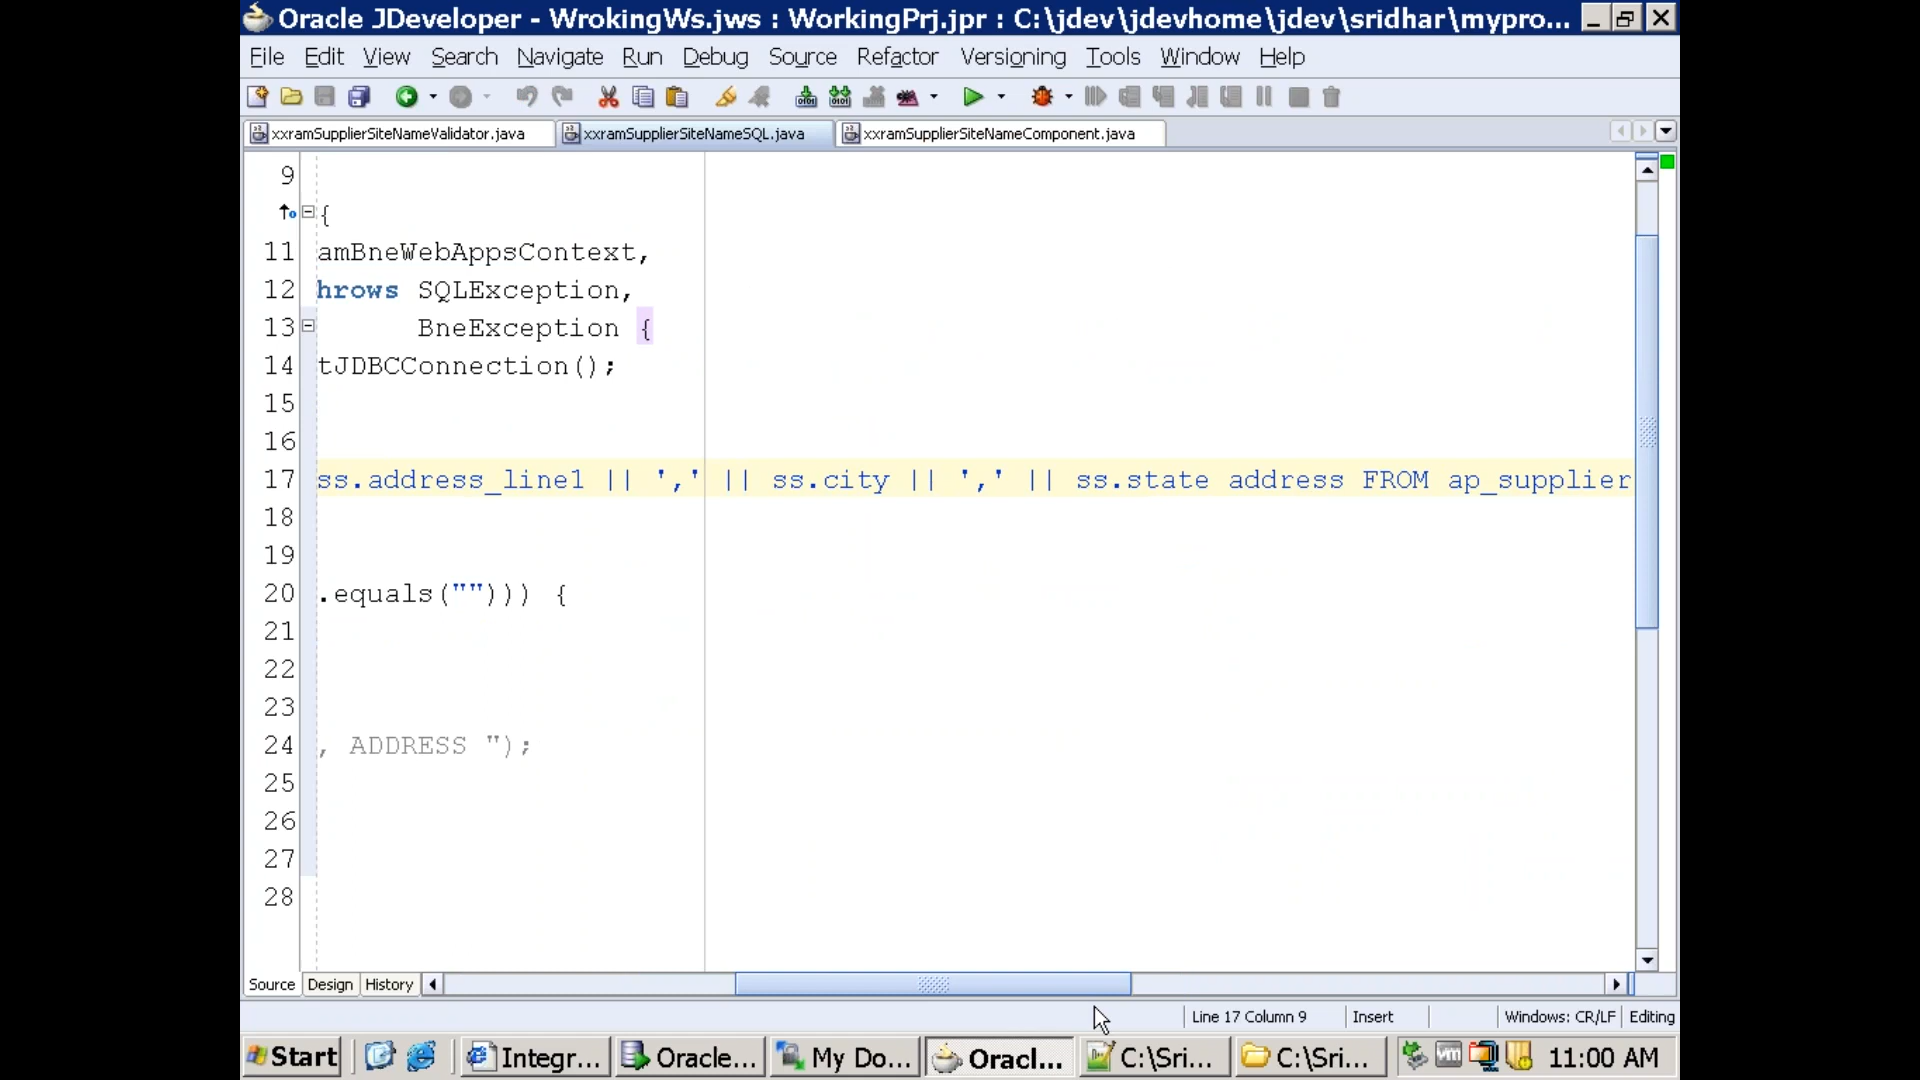 Oracle JDeveloper - WrokingWs.jws : WorkingPrj.jpr : C:\jdev\jdevhome\jdev\sridhar\mypro...
File Edit View Search Navigate Run Debug Source Refactor Versioning Tools Window Help
xxramSupplierSiteNameValidator.java xxramSupplierSiteNameSQL.java xxramSupplierSiteNameComponent.java
9
{
11 amBneWebAppsContext,
12 hrows SQLException,
13 BneException {
14 tJDBCConnection();
15
16
17 ss.address_line1 || ',' || ss.city || ',' || ss.state address FROM ap_supplier
18
19
20 .equals(""))) {
21
22
23
24 , ADDRESS ");
25
26
27
28
Source Design History
Line 17 Column 9 Insert Windows: CR/LF Editing
Start Integr... Oracle... My Do... Oracl... C:\Sri... C:\Sri... 11:00 AM